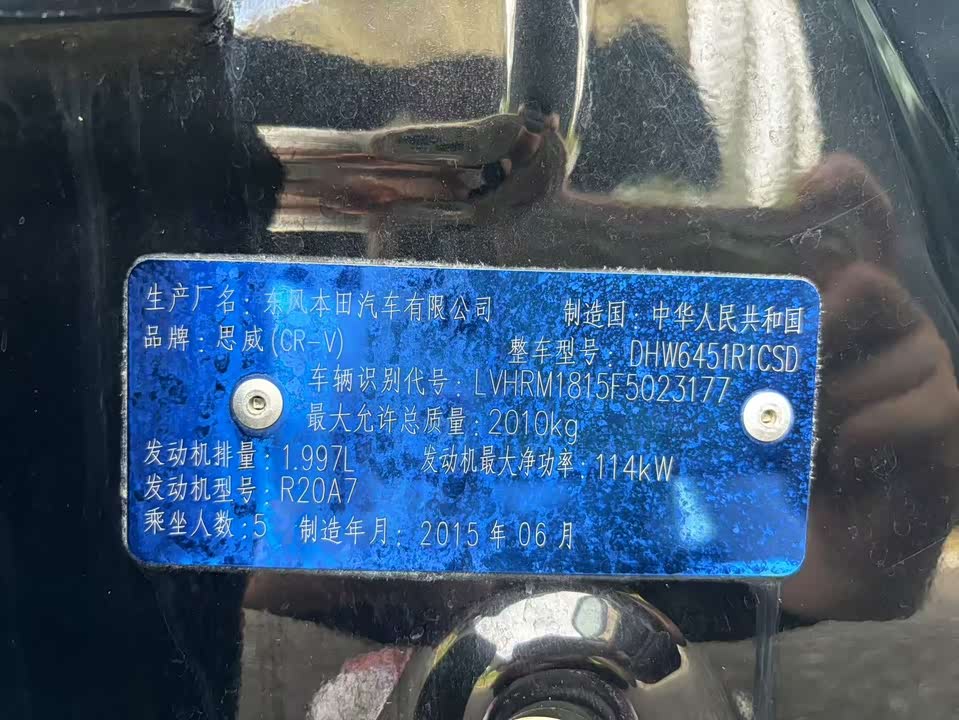 生产厂名：东风本田汽车有限公司 制造国：中华人民共和国
品牌：思威(CR-V) 整车型号：DHW6451R1CSD
车辆识别代号：LVHRM1815F5023177
最大允许总质量：2010kg
发动机排量：1.997L 发动机最大净功率：114kW
发动机型号：R20A7
乘坐人数：5 制造年月：2015年06月